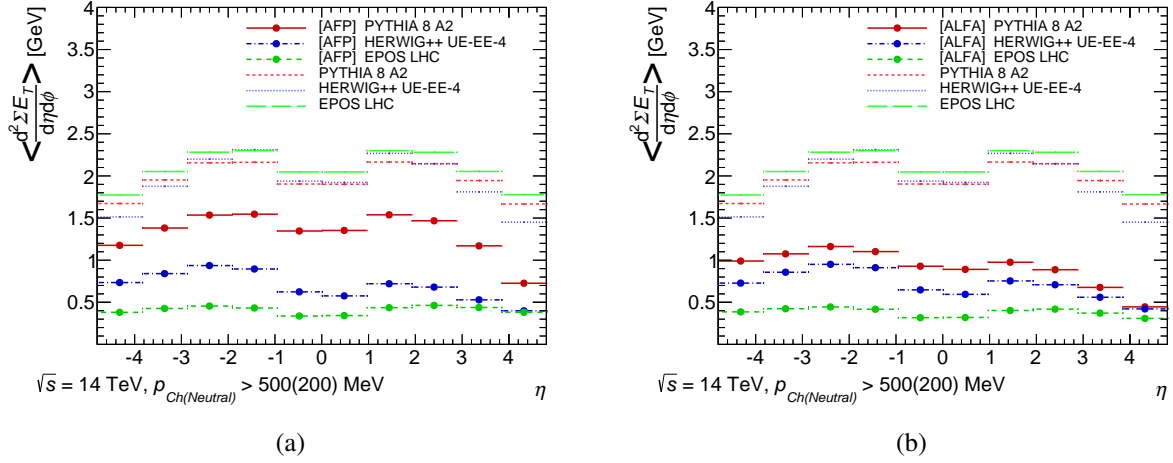 <d²ΣE_T/dηdϕ> [GeV]
4
3.5
3
2.5
2
1.5
1
0.5
[AFP] PYTHIA 8 A2
[AFP] HERWIG++ UE-EE-4
[AFP] EPOS LHC
PYTHIA 8 A2
HERWIG++ UE-EE-4
EPOS LHC
-4 -3 -2 -1 0 1 2 3 4
√s = 14 TeV, p_Ch(Neutral) > 500(200) MeV η
(a)
<d²ΣE_T/dηdϕ> [GeV]
4
3.5
3
2.5
2
1.5
1
0.5
[ALFA] PYTHIA 8 A2
[ALFA] HERWIG++ UE-EE-4
[ALFA] EPOS LHC
PYTHIA 8 A2
HERWIG++ UE-EE-4
EPOS LHC
-4 -3 -2 -1 0 1 2 3 4
√s = 14 TeV, p_Ch(Neutral) > 500(200) MeV η
(b)